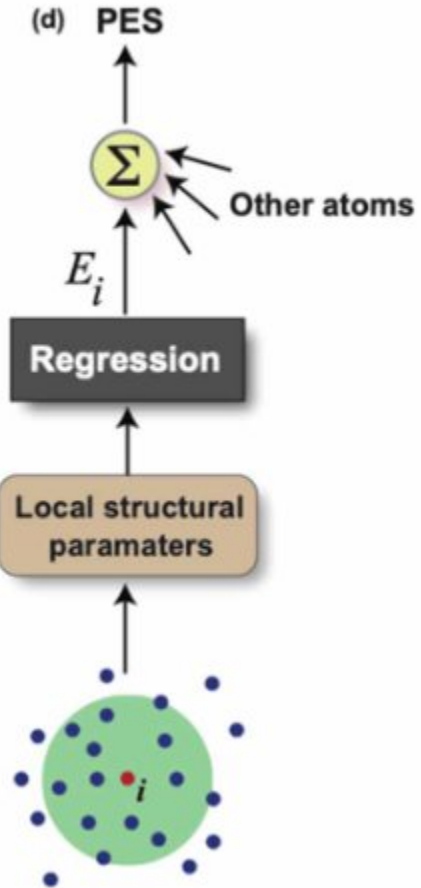 (d) PES
Σ
Other atoms
E_i
Regression
Local structural
paramaters
i